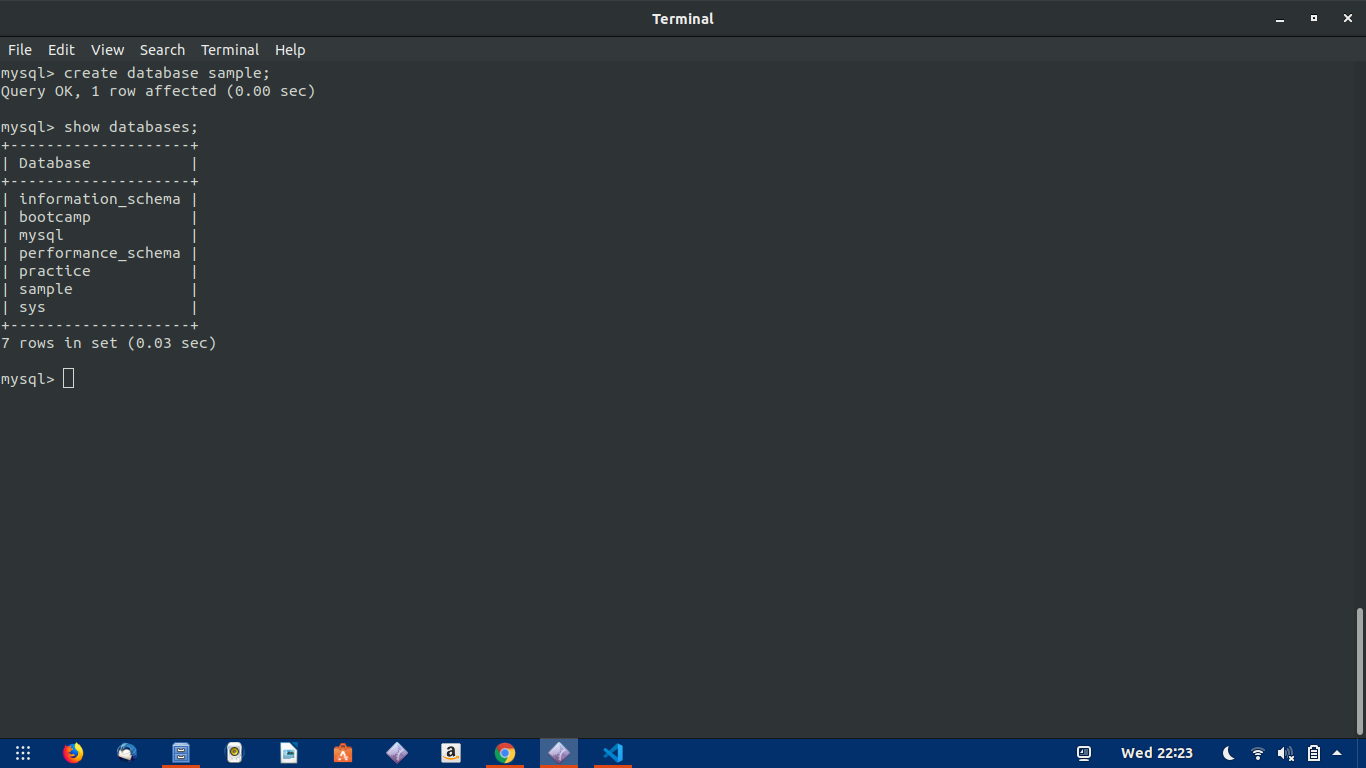 Terminal
File Edit View Search Terminal Help
mysql> create database sample;
Query OK, 1 row affected (0.00 sec)
mysql> show databases;
+--------------------+
| Database           |
+--------------------+
| information_schema |
| bootcamp           |
| mysql              |
| performance_schema |
| practice           |
| sample             |
| sys                |
+--------------------+
7 rows in set (0.03 sec)
mysql>
a
Wed 22:23